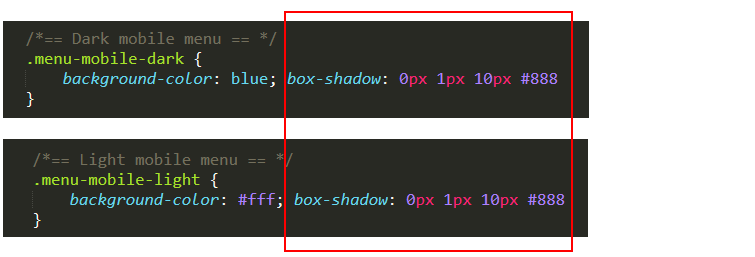 /*== Dark mobile menu == */
.menu-mobile-dark {
background-color: blue; box-shadow: 0px 1px 10px #888
}
/*== Light mobile menu == */
.menu-mobile-light {
background-color: #fff; box-shadow: 0px 1px 10px #888
}